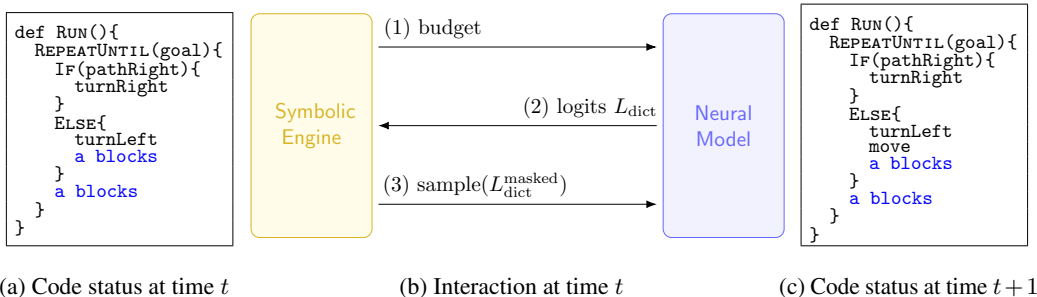 def RUN(){
REPEATUNTIL(goal){
IF(pathRight){
turnRight
}
ELSE{
turnLeft
a blocks
}
a blocks
}
}
(a) Code status at time t
Symbolic
Engine
(1) budget
(2) logits L_dict
(3) sample(L_dict^masked)
Neural
Model
(b) Interaction at time t
def RUN(){
REPEATUNTIL(goal){
IF(pathRight){
turnRight
}
ELSE{
turnLeft
move
a blocks
}
a blocks
}
}
(c) Code status at time t+1